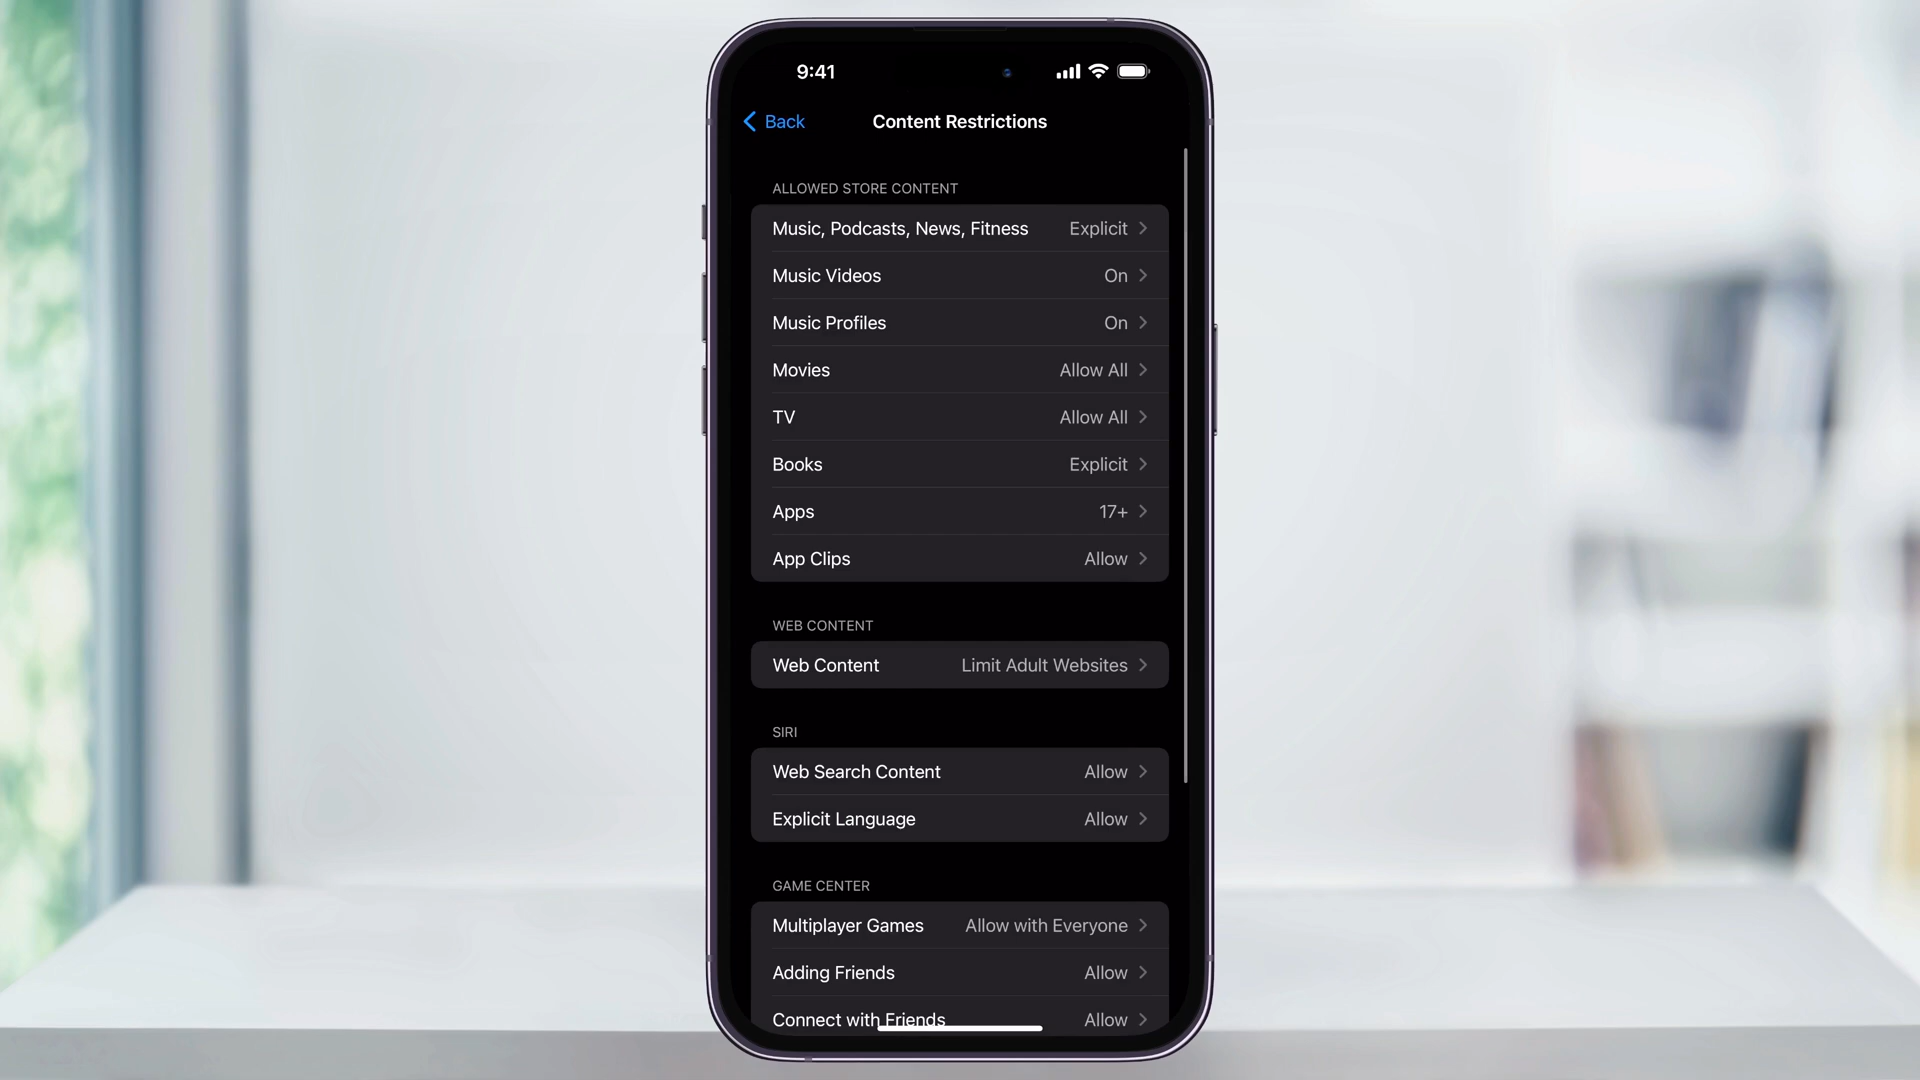 9:41
Back
Content Restrictions
ALLOWED STORE CONTENT
Music, Podcasts, News, Fitness Explicit
Music Videos On
Music Profiles On
Movies Allow All
TV Allow All
Books Explicit
Apps 17+
App Clips Allow
WEB CONTENT
Web Content Limit Adult Websites
SIRI
Web Search Content Allow
Explicit Language Allow
GAME CENTER
Multiplayer Games Allow with Everyone
Adding Friends Allow
Connect with Friends Allow